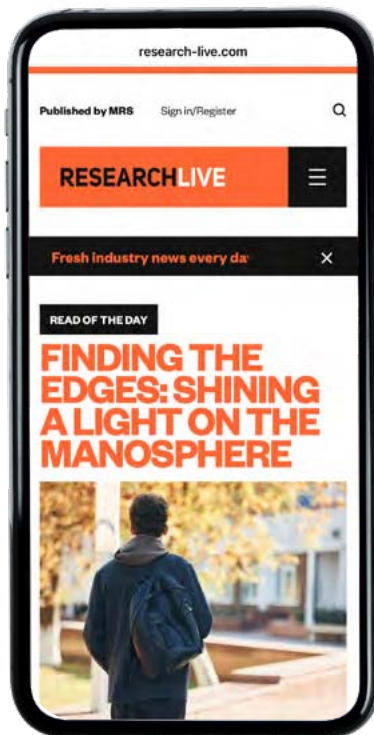 research-live.com
Published by MRS Sign in/Register
RESEARCHLIVE
Fresh industry news every da
READ OF THE DAY
FINDING THE
EDGES: SHINING
A LIGHT ON THE
MANOSPHERE